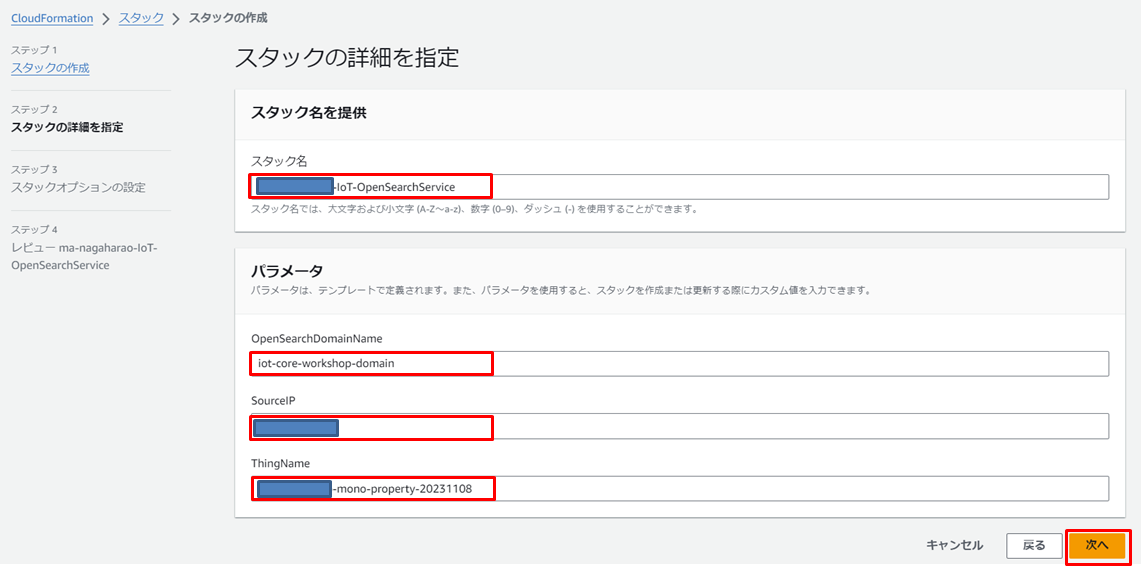 CloudFormation > スタック > スタックの作成
ステップ 1
スタックの作成
ステップ 2
スタックの詳細を指定
ステップ 3
スタックオプションの設定
ステップ 4
レビュー ma-nagaharao-IoT-
OpenSearchService
スタックの詳細を指定
スタック名を提供
スタック名
-IoT-OpenSearchService
スタック名では、大文字および小文字 (A-Z～a-z)、数字 (0-9)、ダッシュ (-) を使用することができます。
パラメータ
パラメータは、テンプレートで定義されます。また、パラメータを使用すると、スタックを作成または更新する際にカスタム値を入力できます。
OpenSearchDomainName
iot-core-workshop-domain
SourceIP
ThingName
-mono-property-20231108
キャンセル
戻る
次へ